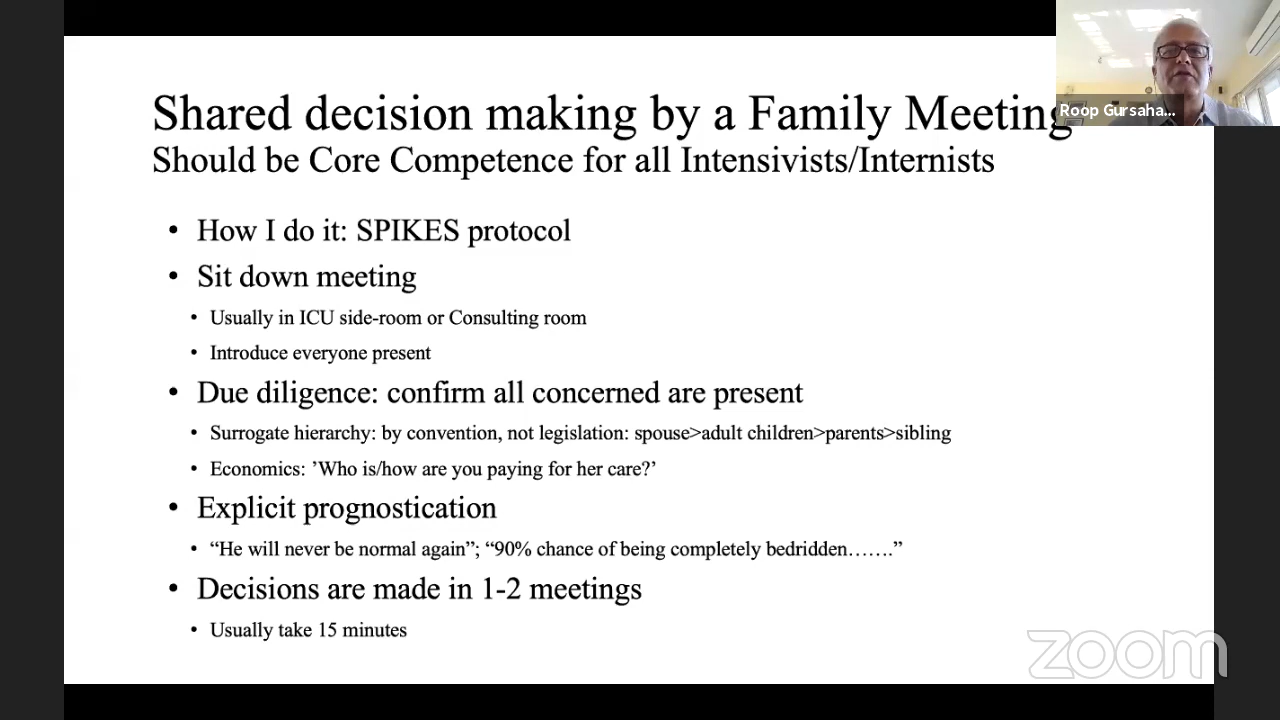 Shared decision making by a Family Meeting
Roop Gursaha...
Should be Core Competence for all Intensivists/Internists
• How I do it: SPIKES protocol
• Sit down meeting
• Usually in ICU side-room or Consulting room
• Introduce everyone present
• Due diligence: confirm all concerned are present
• Surrogate hierarchy: by convention, not legislation: spouse>adult children>parents>sibling
• Economics: ’Who is/how are you paying for her care?’
• Explicit prognostication
• “He will never be normal again”; “90% chance of being completely bedridden…….”
• Decisions are made in 1-2 meetings
• Usually take 15 minutes
zoom